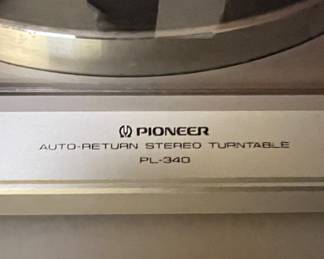 PIONEER
AUTO-RETURN STEREO TURNTABLE
PL-340